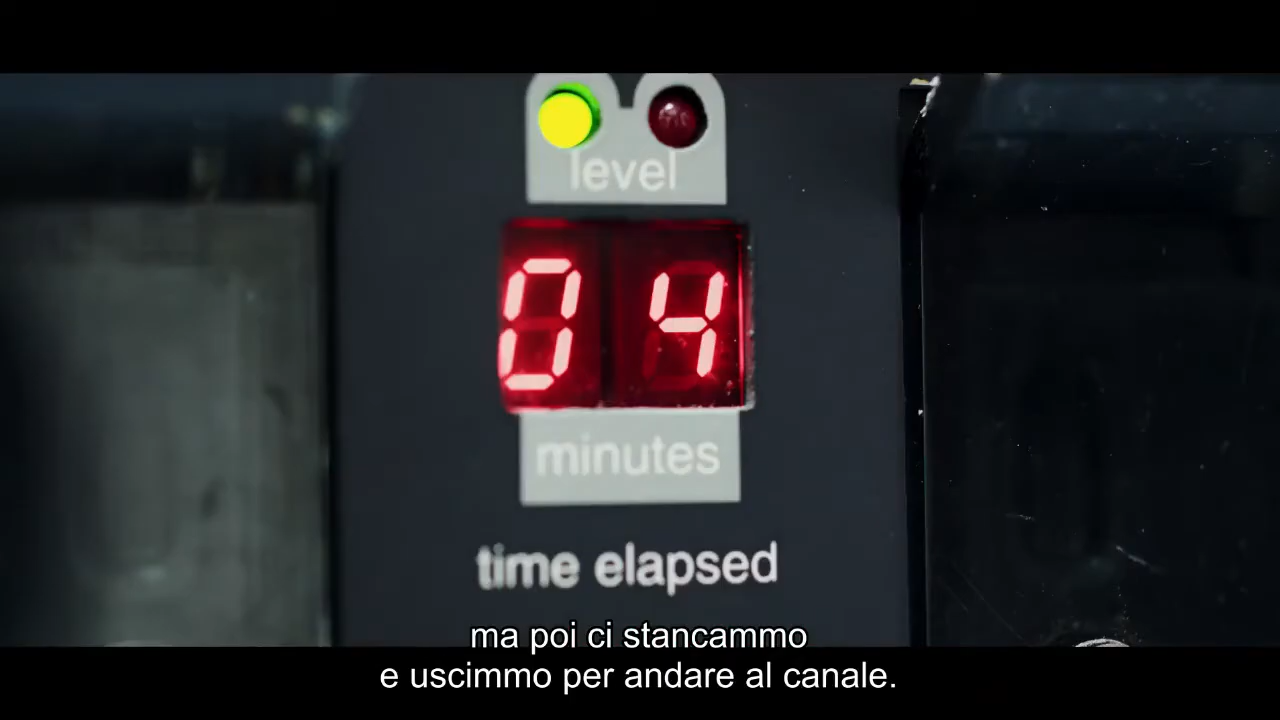 level
04
minutes
time elapsed
ma poi ci stancammo
e uscimmo per andare al canale.